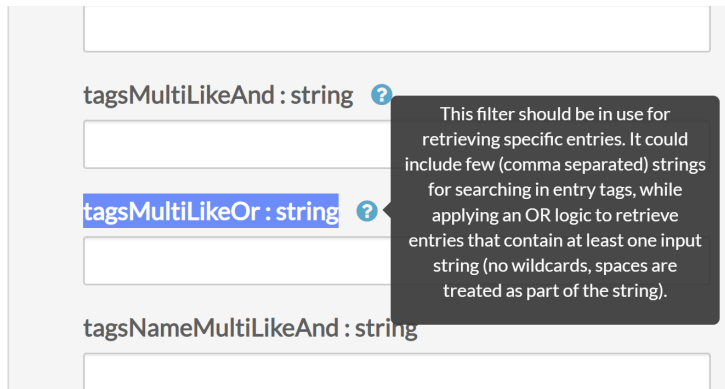 tagsMultiLikeAnd : string ?
This filter should be in use for
retrieving specific entries. It could
include few (comma separated) strings
for searching in entry tags, while
applying an OR logic to retrieve
entries that contain at least one input
string (no wildcards, spaces are
treated as part of the string).
tagsMultiLikeOr : string ?
tagsNameMultiLikeAnd : string